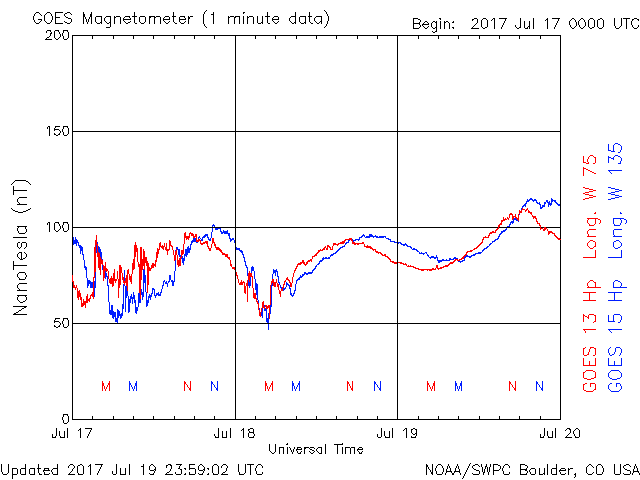 GOES Magnetometer (1 minute data)
Begin: 2017 Jul 17 0000 UTC
200
150
100
50
0
NanoTesla (nT)
M M N N M M N N M M N N
Jul 17 Jul 18 Jul 19 Jul 20
Universal Time
GOES 13 Hp Long. W 75
GOES 15 Hp Long. W 135
Updated 2017 Jul 19 23:59:02 UTC
NOAA/SWPC Boulder, CO USA